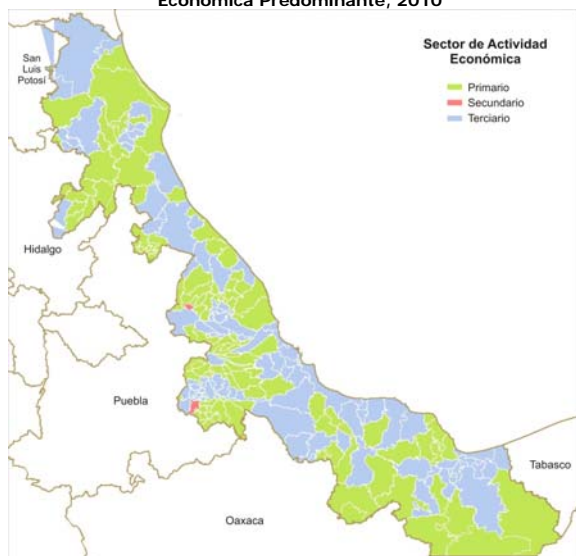 Económica Predominante, 2010
San
Luis
Potosí
Sector de Actividad
Económica
Primario
Secundario
Terciario
Hidalgo
Puebla
Tabasco
Oaxaca